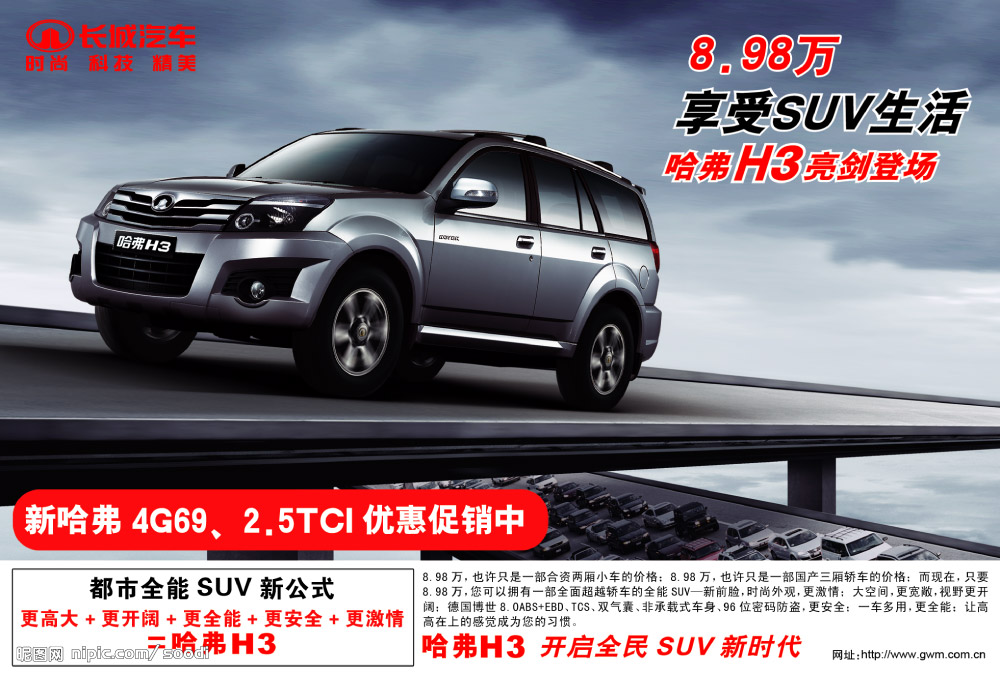 长城汽车
时尚 科技 精美
8.98万
享受SUV生活
哈弗H3亮剑登场
哈弗H3
新哈弗 4G69、2.5TCI 优惠促销中
都市全能 SUV 新公式
更高大 + 更开阔 + 更全能 + 更安全 + 更激情
=哈弗H3
8.98 万，也许只是一部合资两厢小车的价格；8.98 万，也许只是一部国产三厢轿车的价格；而现在，只要
8.98 万，您可以拥有一部全面超越轿车的全能 SUV—新前脸，时尚外观，更激情；大空间，更宽敞，视野更开
阔；德国博世 8.0ABS+EBD、TCS、双气囊、非承载式车身、96 位密码防盗，更安全；一车多用，更全能；让高
高在上的感觉成为您的习惯。
哈弗H3 开启全民 SUV 新时代
网址：http://www.gwm.com.cn
昵图网 nipic.com/ soodi